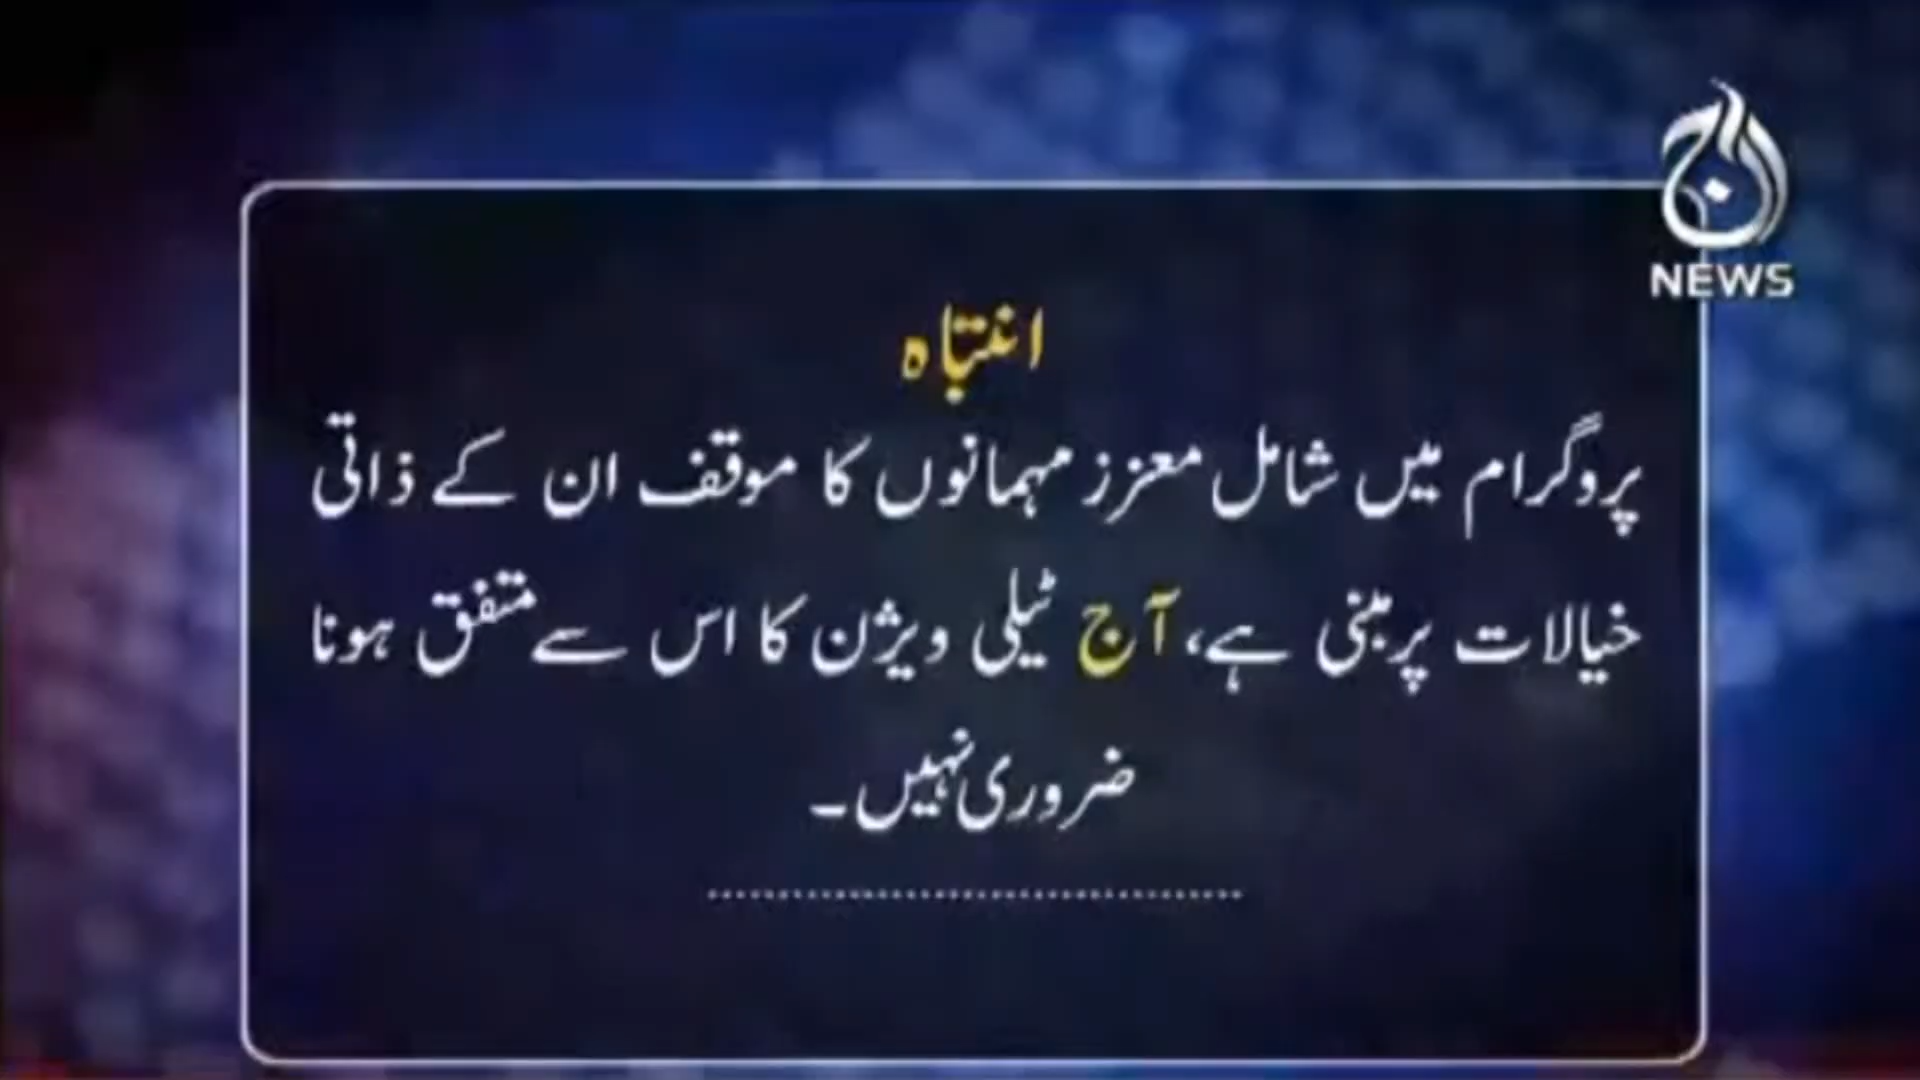 آج
NEWS
انتباہ
پروگرام میں شامل معزز مہمانوں کا موقف ان کے ذاتی
خیالات پر مبنی ہے، آج ٹیلی ویژن کا اس سے متفق ہونا
ضروری نہیں۔